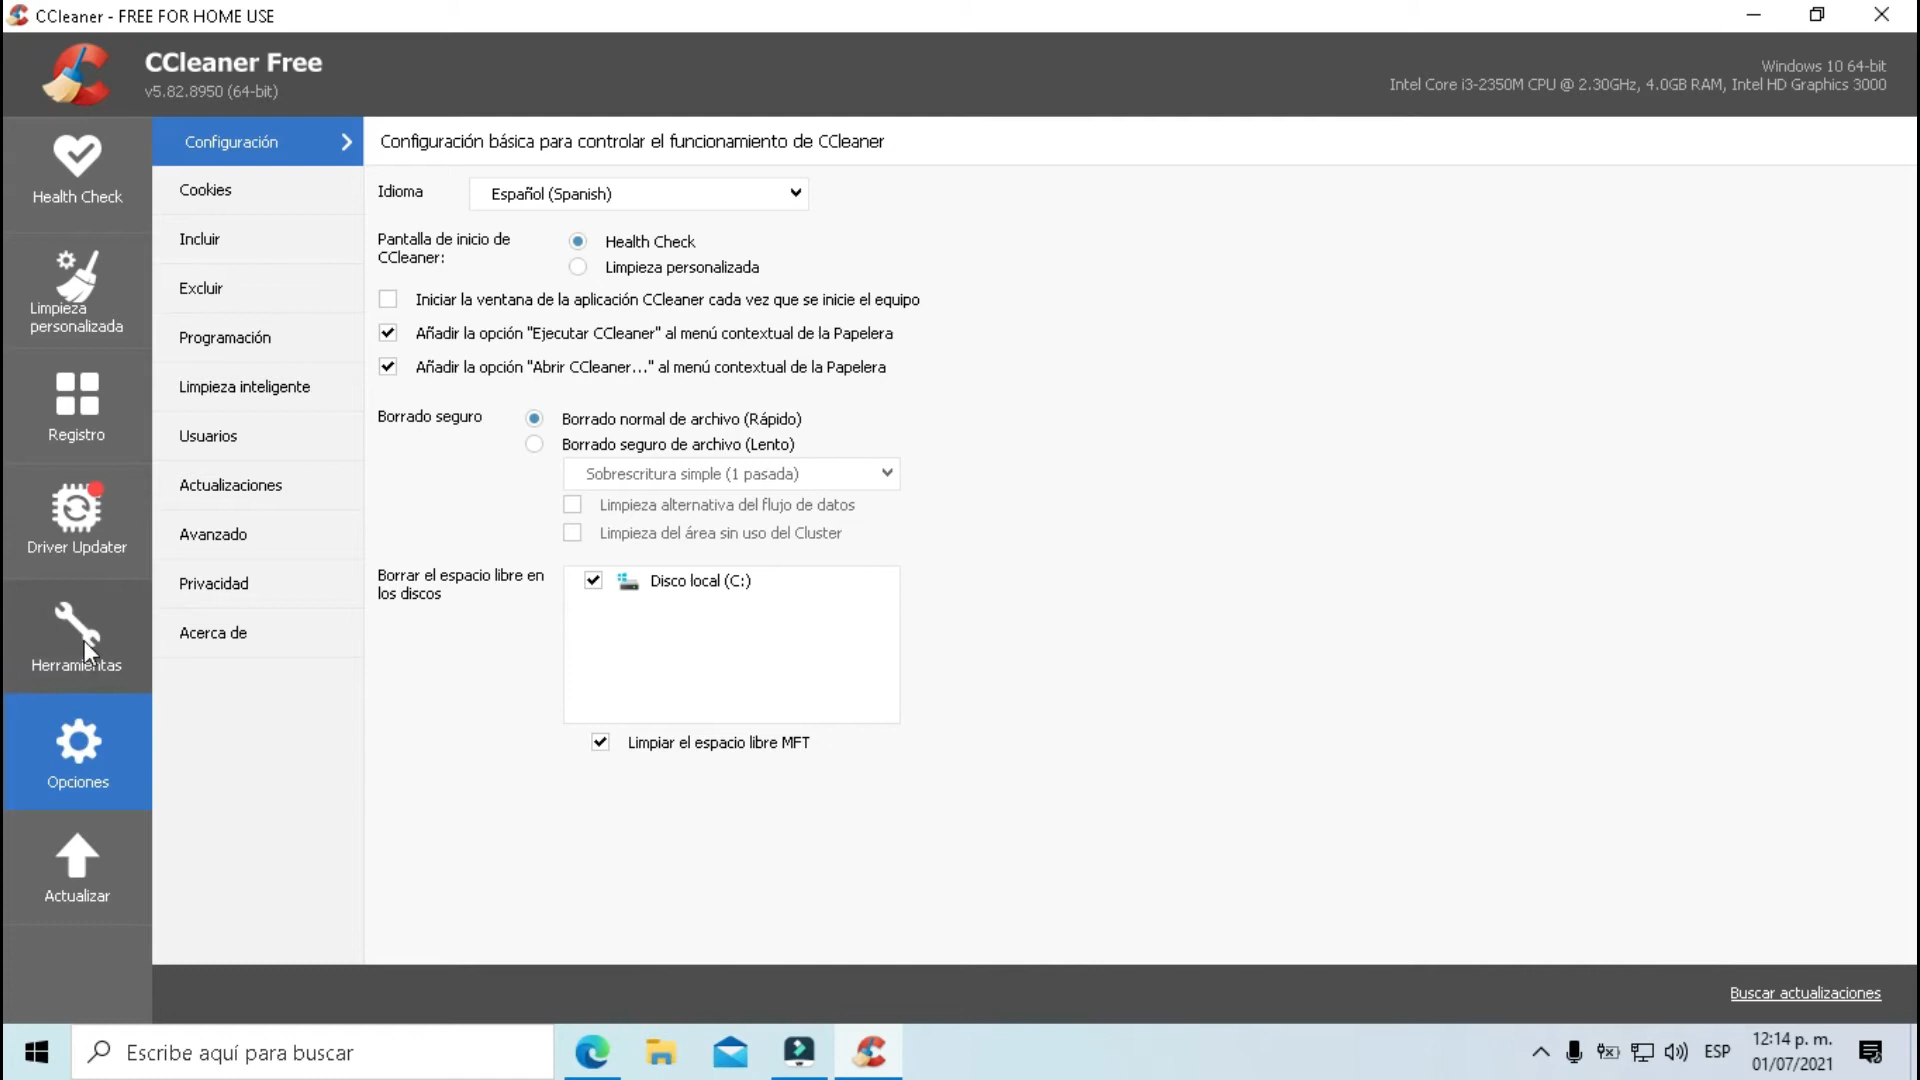 CCleaner - FREE FOR HOME USE
CCleaner Free
v5.82.8950 (64-bit)
Windows 10 64-bit
Intel Core i3-2350M CPU @ 2.30GHz, 4.0GB RAM, Intel HD Graphics 3000
Health Check
Limpieza
personalizada
Registro
Driver Updater
Herramientas
Opciones
Actualizar
Configuración
Cookies
Incluir
Excluir
Programación
Limpieza inteligente
Usuarios
Actualizaciones
Avanzado
Privacidad
Acerca de
Configuración básica para controlar el funcionamiento de CCleaner
Idioma
Español (Spanish)
Pantalla de inicio de
CCleaner:
Health Check
Limpieza personalizada
Iniciar la ventana de la aplicación CCleaner cada vez que se inicie el equipo
Añadir la opción "Ejecutar CCleaner" al menú contextual de la Papelera
Añadir la opción "Abrir CCleaner..." al menú contextual de la Papelera
Borrado seguro
Borrado normal de archivo (Rápido)
Borrado seguro de archivo (Lento)
Sobrescritura simple (1 pasada)
Limpieza alternativa del flujo de datos
Limpieza del área sin uso del Cluster
Borrar el espacio libre en
los discos
Disco local (C:)
Limpiar el espacio libre MFT
Buscar actualizaciones
Escribe aquí para buscar
ESP
12:14 p. m.
01/07/2021